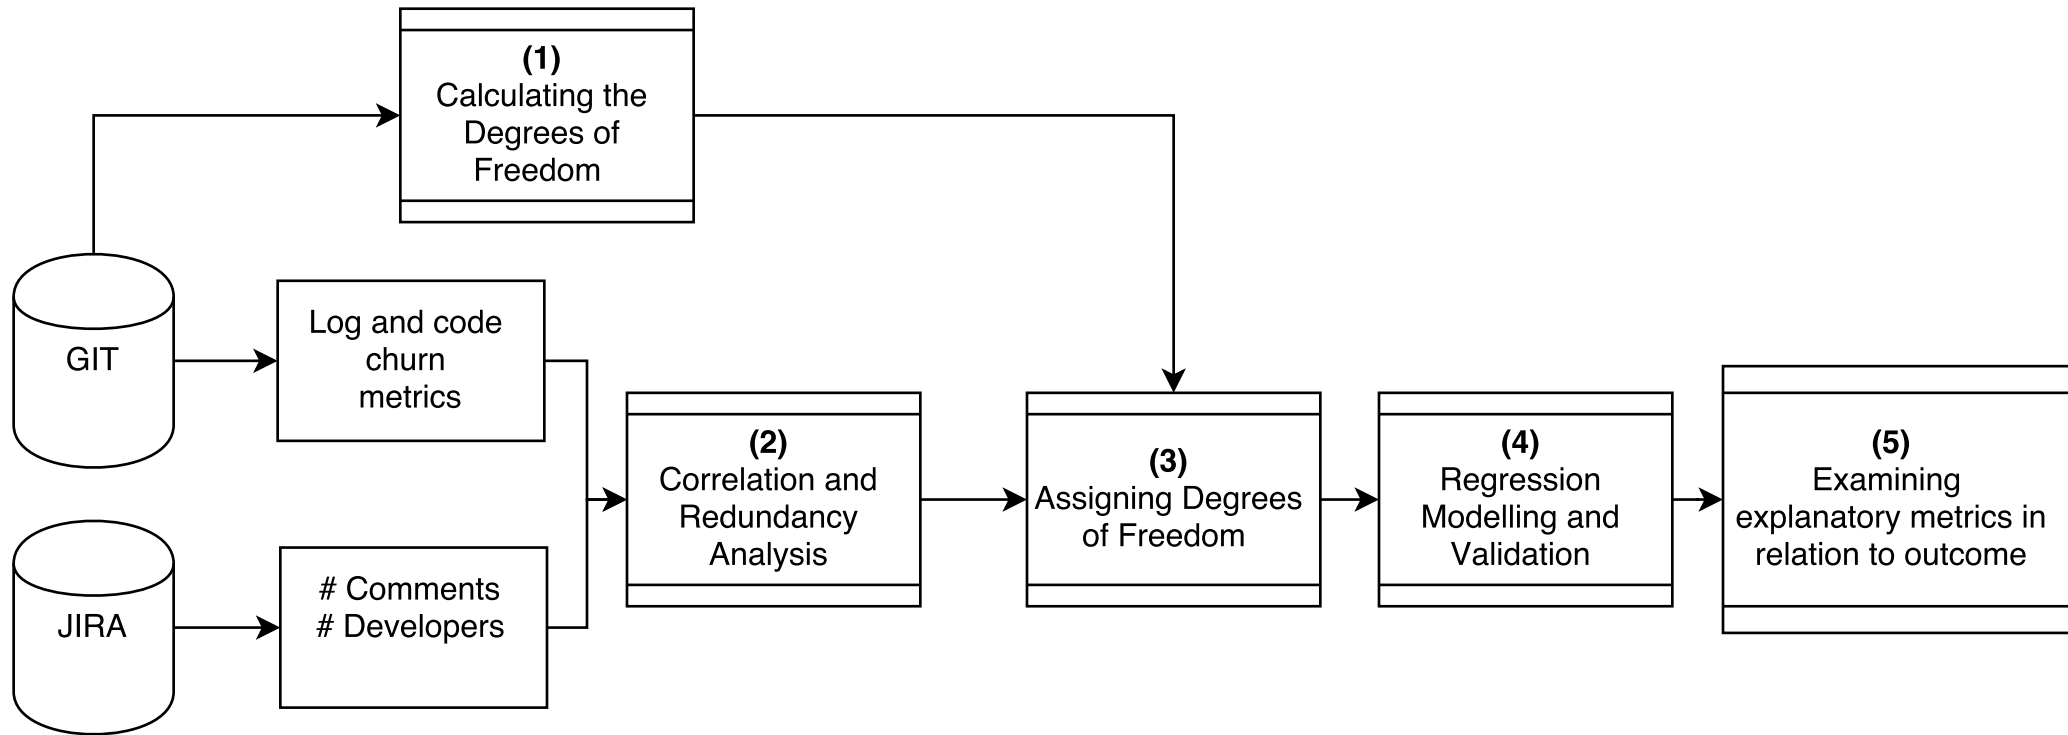 (1)
Calculating the
Degrees of
Freedom
GIT
Log and code
churn
metrics
JIRA
# Comments
# Developers
(2)
Correlation and
Redundancy
Analysis
(3)
Assigning Degrees
of Freedom
(4)
Regression
Modelling and
Validation
(5)
Examining
explanatory metrics in
relation to outcome